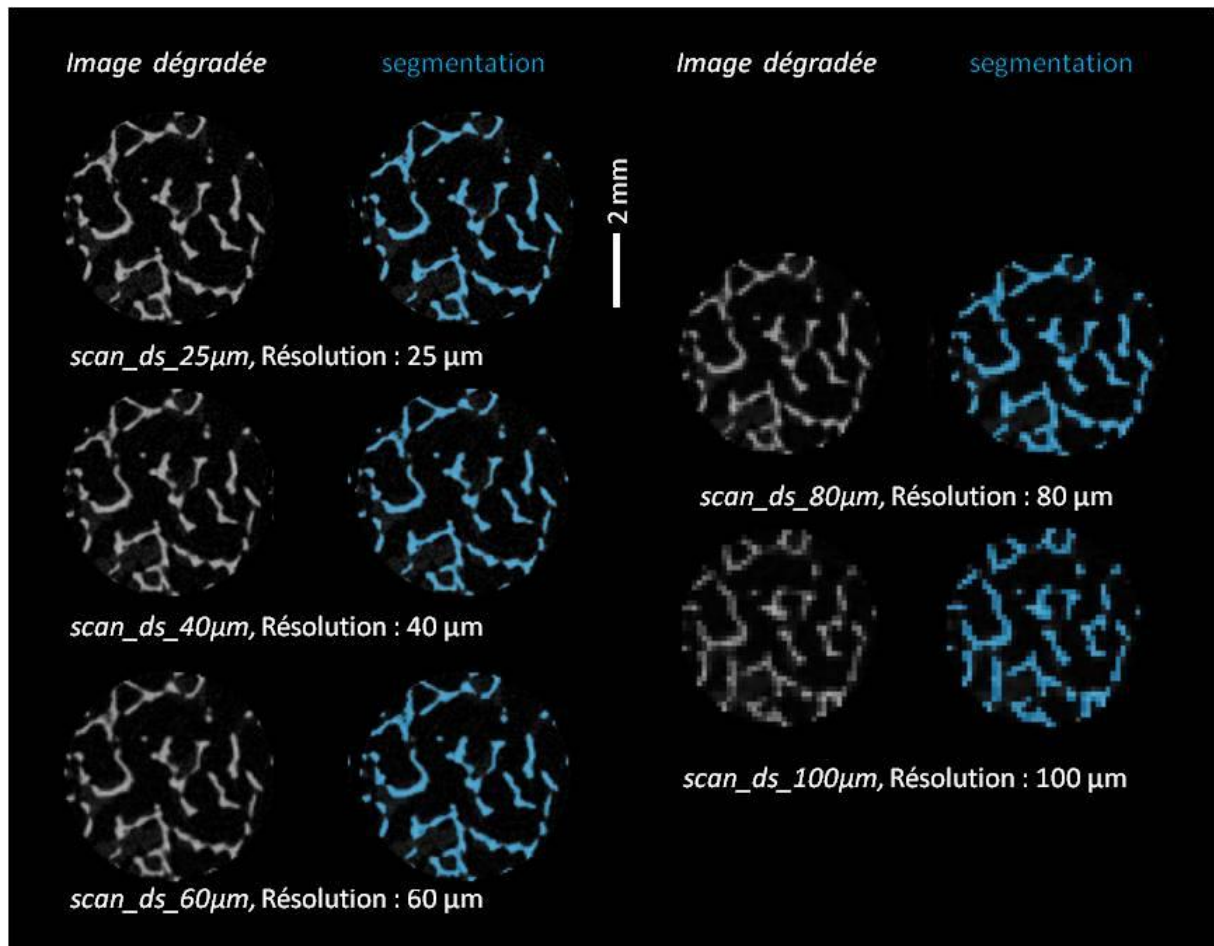 Image dégradée
segmentation
Image dégradée
segmentation
2 mm
scan_ds_25µm, Résolution : 25 µm
scan_ds_40µm, Résolution : 40 µm
scan_ds_60µm, Résolution : 60 µm
scan_ds_80µm, Résolution : 80 µm
scan_ds_100µm, Résolution : 100 µm